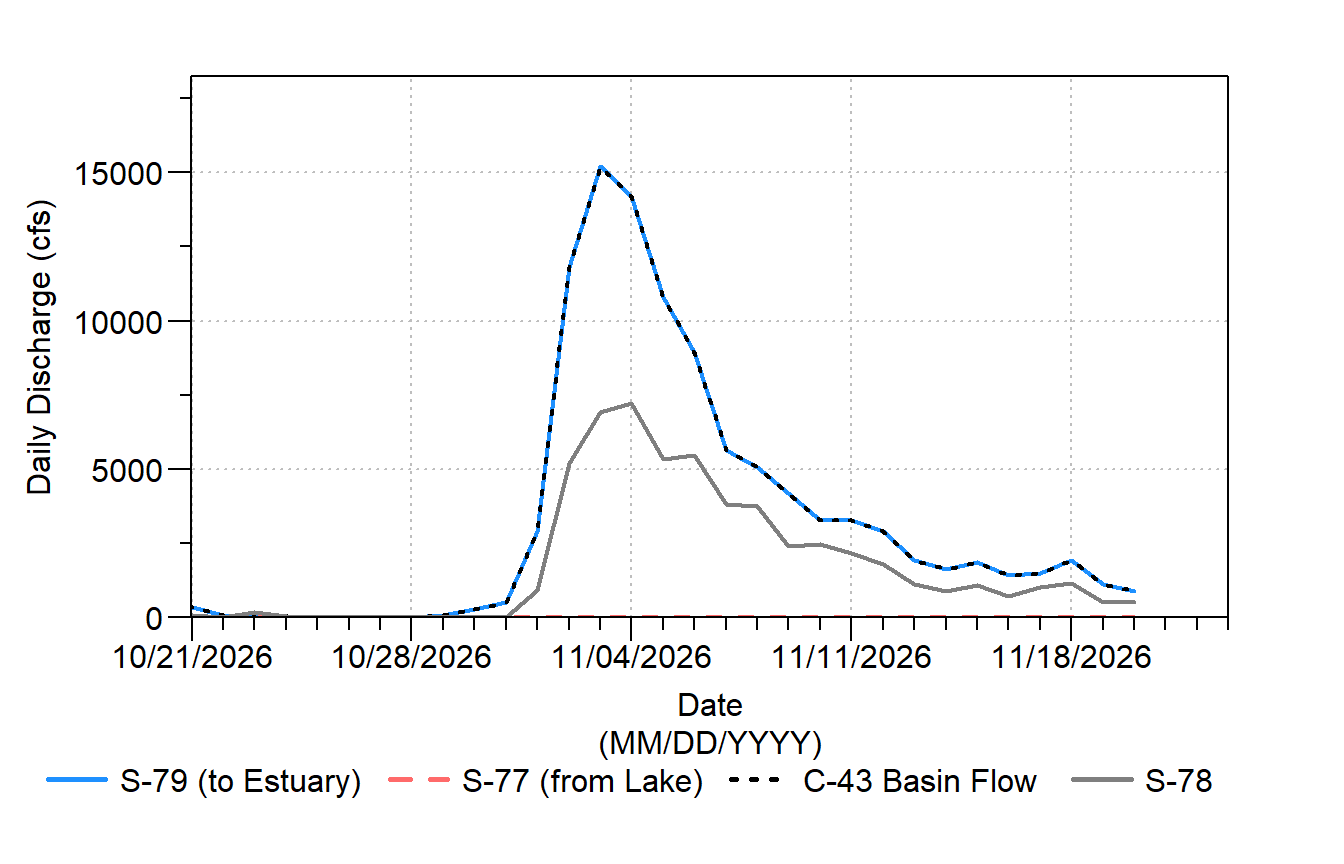 Daily Discharge (cfs)
15000
10000
5000
0
10/21/2026 10/28/2026 11/04/2026 11/11/2026 11/18/2026
Date
(MM/DD/YYYY)
S-79 (to Estuary) S-77 (from Lake) C-43 Basin Flow S-78